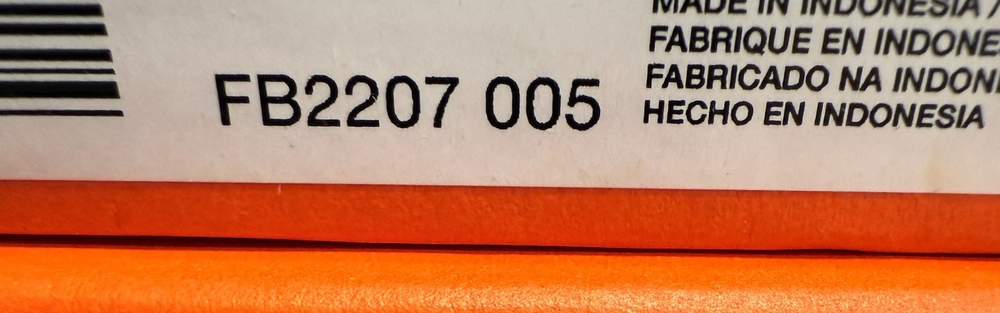 MADE IN INDONESIA /
FABRIQUE EN INDONE
FABRICADO NA INDON
HECHO EN INDONESIA
FB2207 005